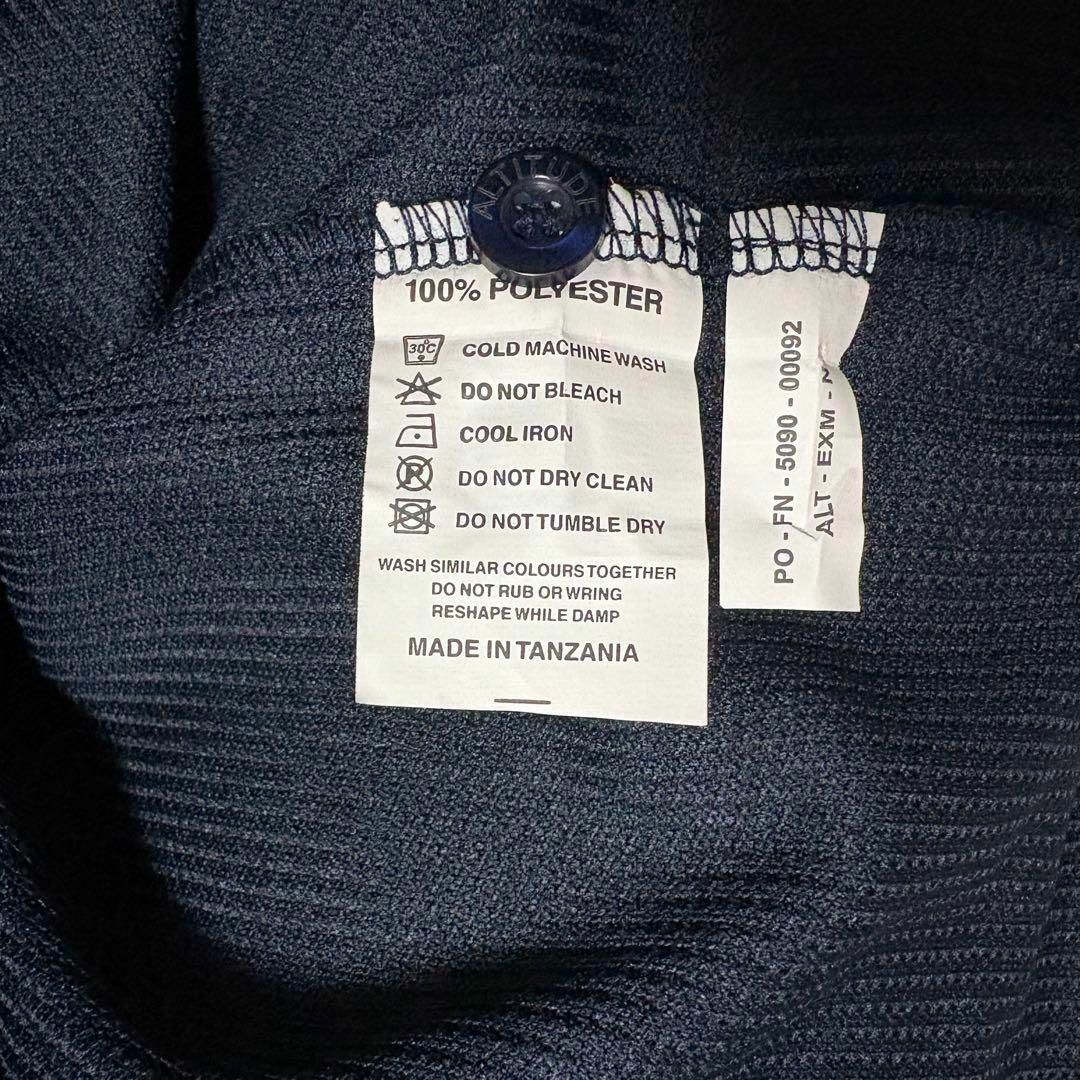 ALTITUDE
100% POLYESTER
30°C COLD MACHINE WASH
DO NOT BLEACH
COOL IRON
P DO NOT DRY CLEAN
DO NOT TUMBLE DRY
WASH SIMILAR COLOURS TOGETHER
DO NOT RUB OR WRING
RESHAPE WHILE DAMP
MADE IN TANZANIA
PO - FN - 5090 - 00092
ALT - EXM -